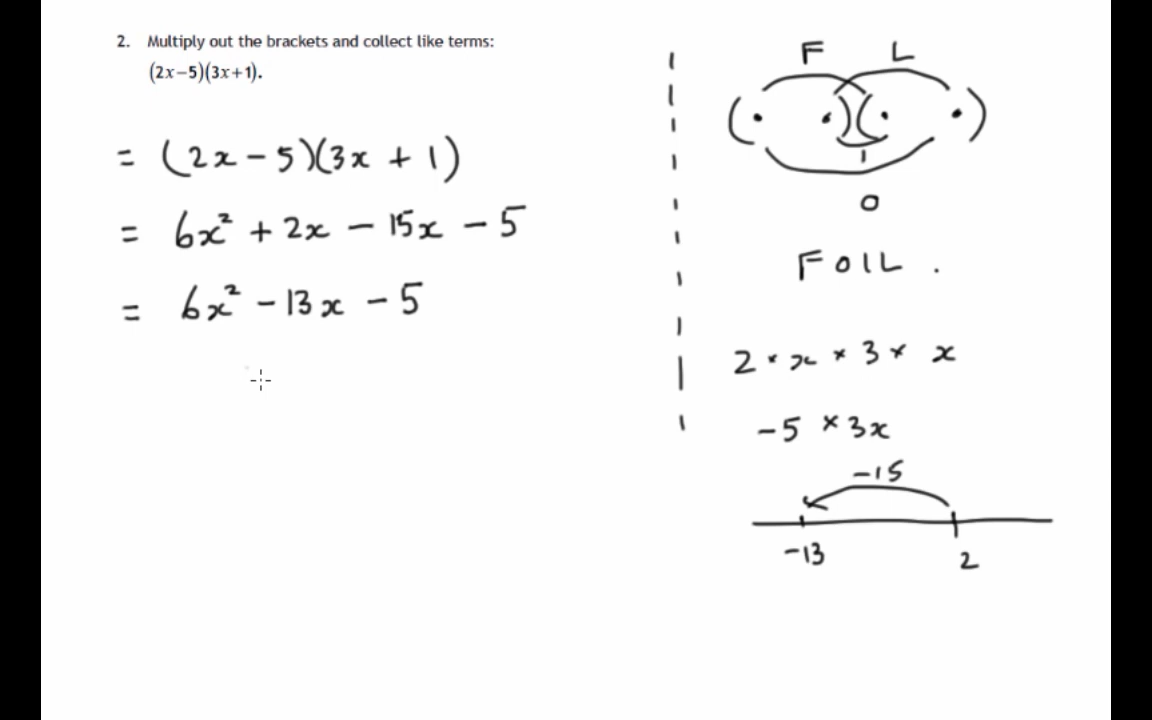 2. Multiply out the brackets and collect like terms:
(2x−5)(3x+1).
= (2x − 5)(3x + 1)
= 6x² + 2x − 15x − 5
= 6x² − 13x − 5
F L
(· ·)(· ·)
I
O
FOIL.
2 × x × 3 × x
−5 × 3x
−15
−13 2